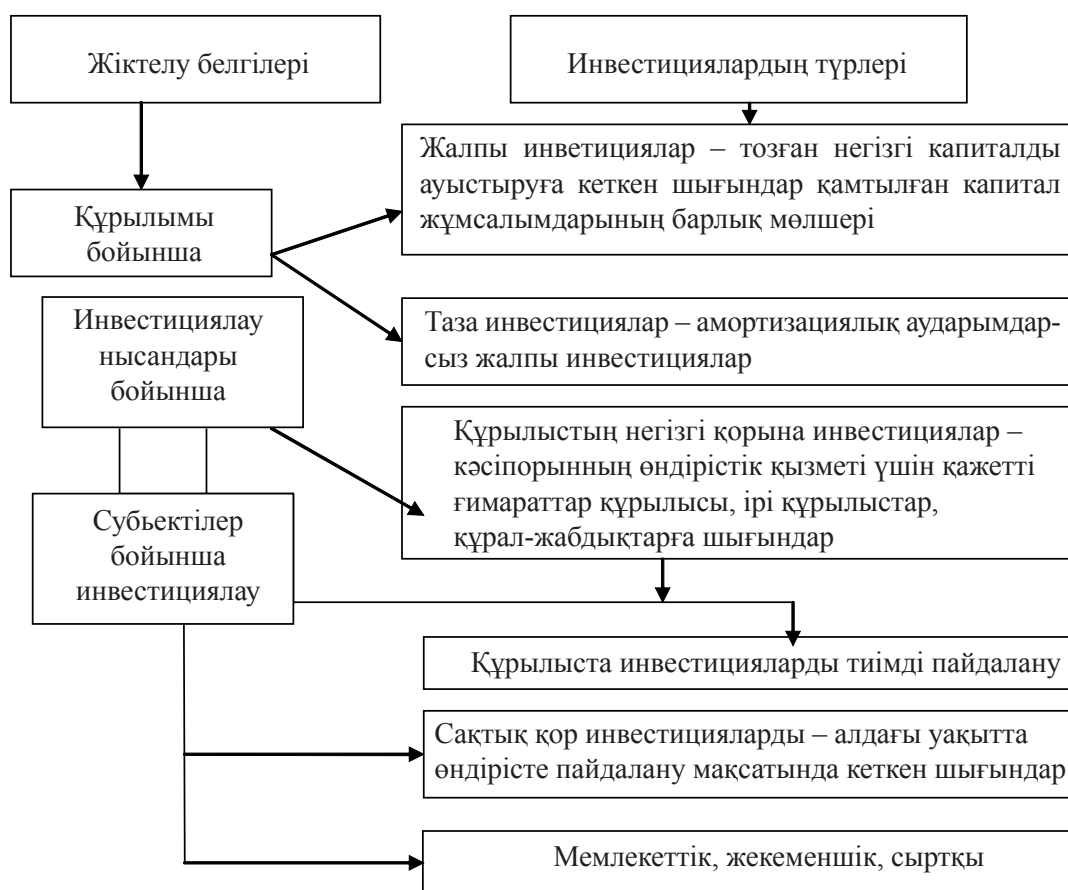 Жіктелу белгілері
Инвестициялардың түрлері
Жалпы инветициялар – тозған негізгі капиталды
ауыстыруға кеткен шығындар қамтылған капитал
жұмсалымдарының барлық мөлшері
Құрылымы
бойынша
Таза инвестициялар – амортизациялық аударымдар-
сыз жалпы инвестициялар
Инвестициялау
нысандары
бойынша
Құрылыстың негізгі қорына инвестициялар –
кәсіпорынның өндірістік қызметі үшін қажетті
ғимараттар құрылысы, ірі құрылыстар,
құрал-жабдықтарға шығындар
Субьектілер
бойынша
инвестициялау
Құрылыста инвестицияларды тиімді пайдалану
Сақтық қор инвестицияларды – алдағы уақытта
өндірісте пайдалану мақсатында кеткен шығындар
Мемлекеттік, жекеменшік, сыртқы